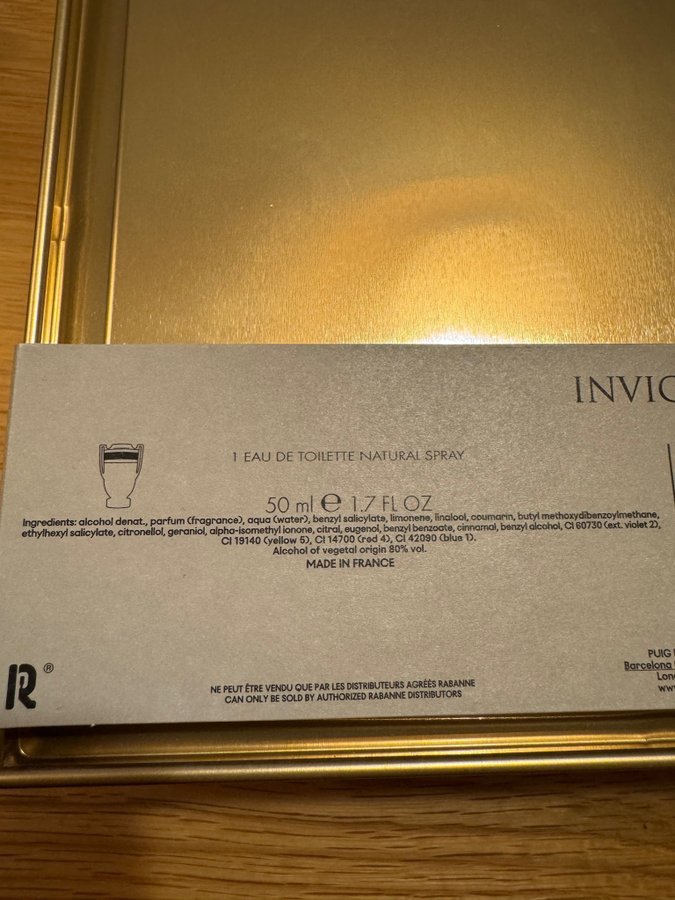 INVIC
1 EAU DE TOILETTE NATURAL SPRAY
50 ml ℮ 1.7 FL OZ
Ingredients: alcohol denat., parfum (fragrance), aqua (water), benzyl salicylate, limonene, linalool, coumarin, butyl methoxydibenzoylmethane,
ethylhexyl salicylate, citronellol, geraniol, alpha-isomethyl ionone, citral, eugenol, benzyl benzoate, cinnamal, benzyl alcohol, CI 60730 (ext. violet 2),
CI 19140 (yellow 5), CI 14700 (red 4), CI 42090 (blue 1).
Alcohol of vegetal origin 80% vol.
MADE IN FRANCE
PUIG
Barcelona
Lon
www
R®
NE PEUT ÊTRE VENDU QUE PAR LES DISTRIBUTEURS AGRÉÉS RABANNE
CAN ONLY BE SOLD BY AUTHORIZED RABANNE DISTRIBUTORS